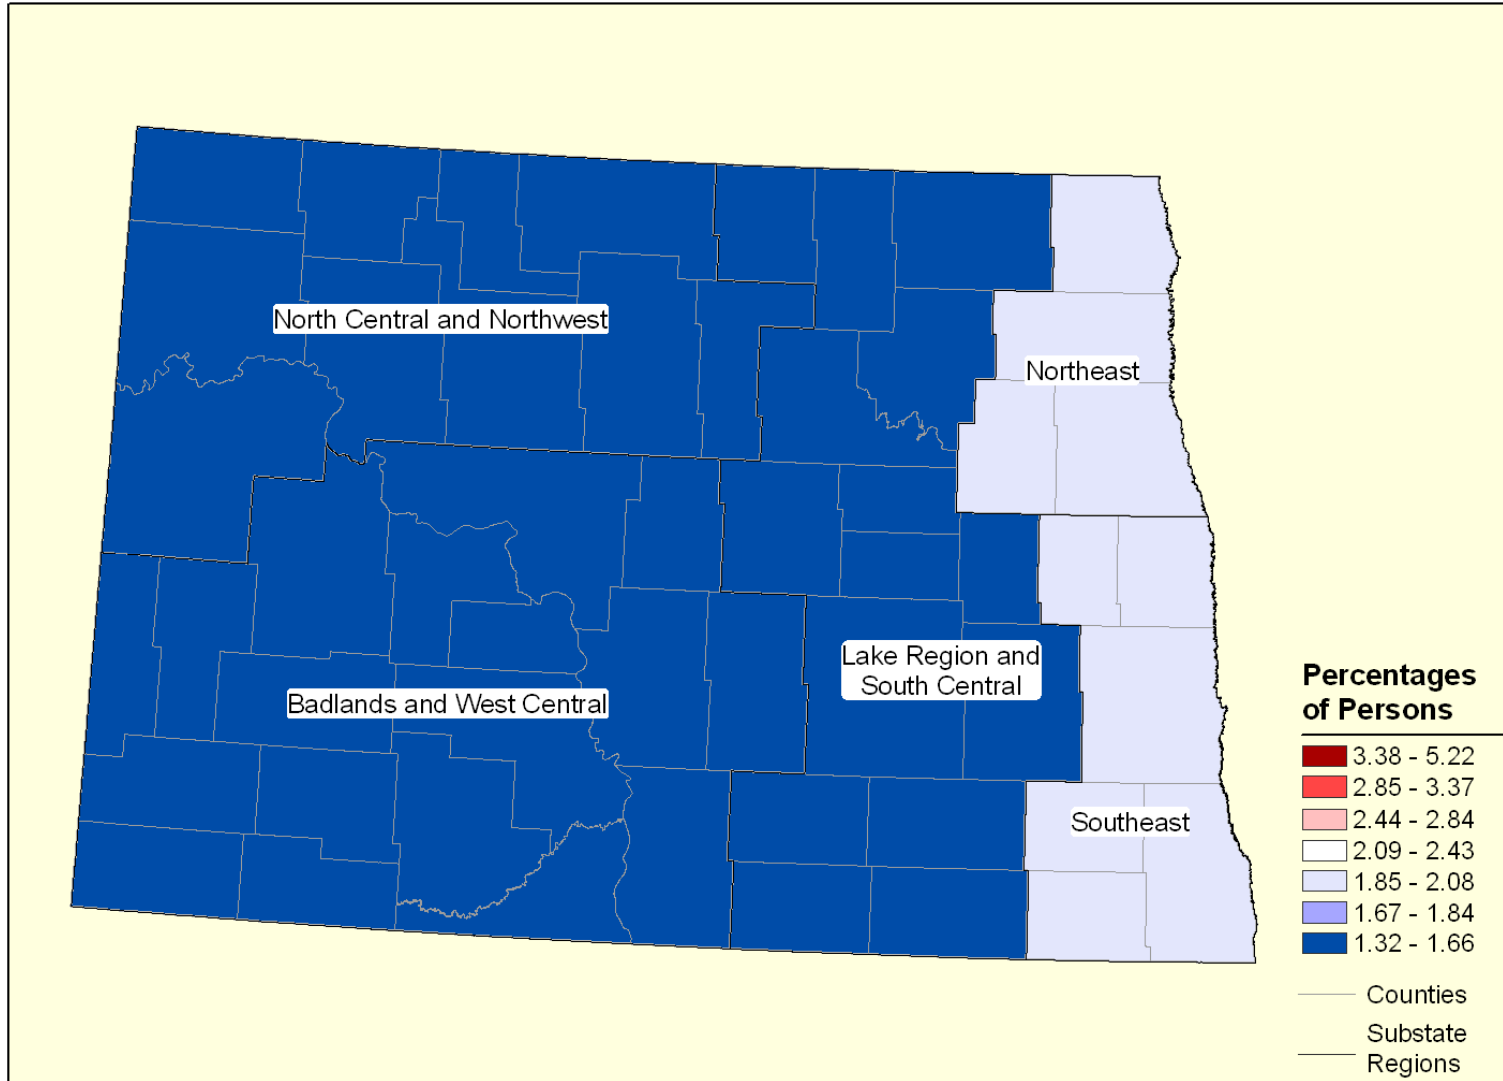 North Central and Northwest
Northeast
Lake Region and
South Central
Badlands and West Central
Southeast
Percentages
of Persons
3.38 - 5.22
2.85 - 3.37
2.44 - 2.84
2.09 - 2.43
1.85 - 2.08
1.67 - 1.84
1.32 - 1.66
Counties
Substate
Regions